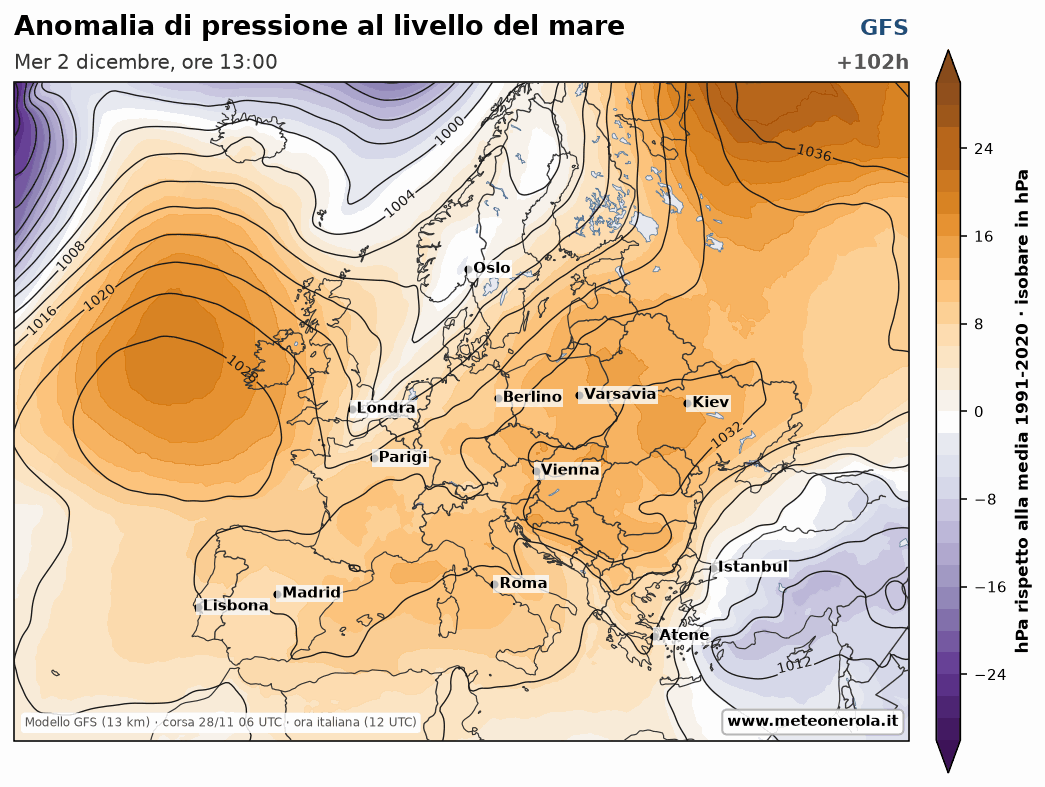 Anomalia di pressione al livello del mare
GFS
Mer 2 dicembre, ore 13:00
+102h
1000
1036
1004
1008
1020
1016
1028
1032
1012
Oslo
Londra
Berlino
Varsavia
Kiev
Parigi
Vienna
Istanbul
Roma
Madrid
Lisbona
Atene
24
16
8
0
−8
−16
−24
hPa rispetto alla media 1991-2020 · isobare in hPa
Modello GFS (13 km) · corsa 28/11 06 UTC · ora italiana (12 UTC)
www.meteonerola.it